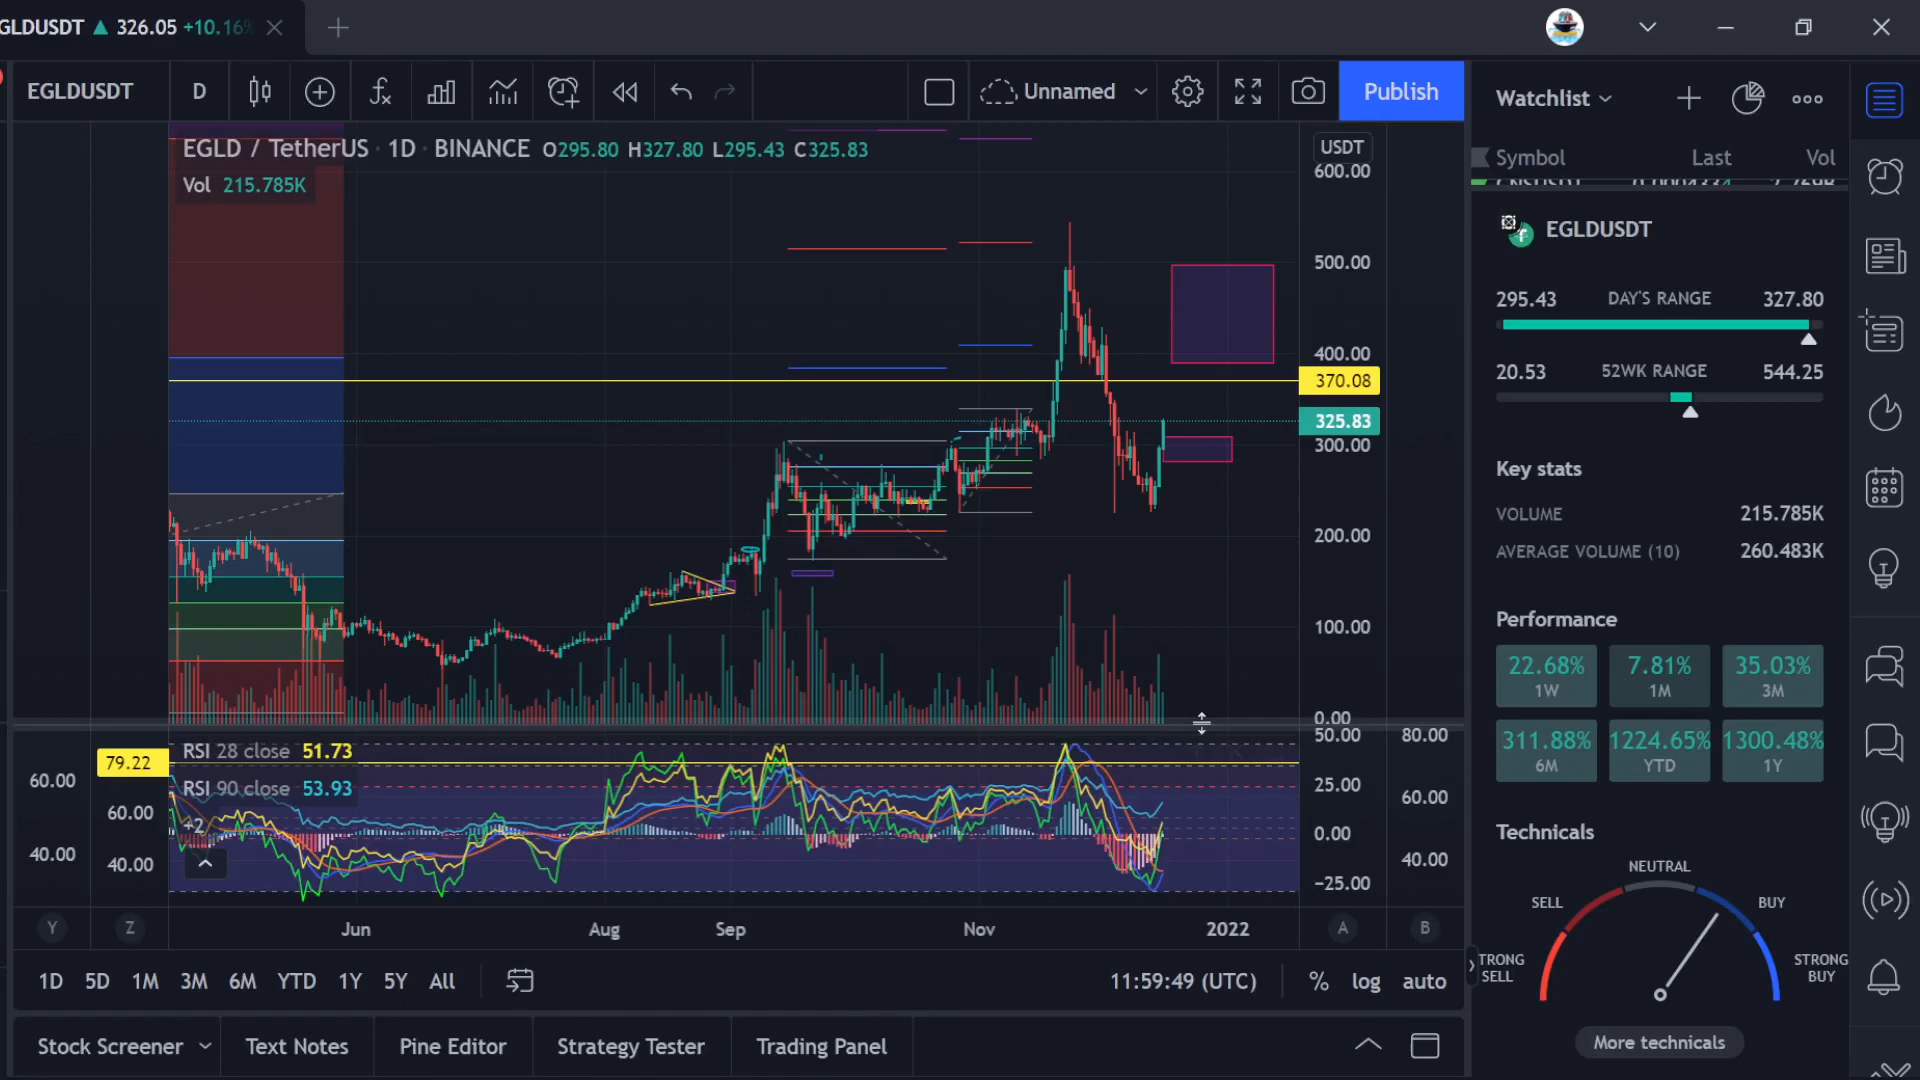 GLDUSDT ▲ 326.05 +10.16%
EGLDUSDT D Unnamed Publish
EGLD / TetherUS · 1D · BINANCE O295.80 H327.80 L295.43 C325.83
Vol 215.785K
USDT
600.00
500.00
400.00
370.08
325.83
300.00
200.00
100.00
0.00
RSI 28 close 51.73
RSI 90 close 53.93
+2
79.22
60.00
40.00
60.00
40.00
50.00
25.00
0.00
−25.00
80.00
60.00
40.00
Y Z Jun Aug Sep Nov 2022 A B
1D 5D 1M 3M 6M YTD 1Y 5Y All 11:59:49 (UTC) % log auto
Stock Screener Text Notes Pine Editor Strategy Tester Trading Panel
Watchlist
Symbol Last Vol
EGLDUSDT
295.43 DAY'S RANGE 327.80
20.53 52WK RANGE 544.25
Key stats
VOLUME 215.785K
AVERAGE VOLUME (10) 260.483K
Performance
22.68% 7.81% 35.03%
1W 1M 3M
311.88% 1224.65% 1300.48%
6M YTD 1Y
Technicals
NEUTRAL
SELL BUY
TRONG SELL STRONG BUY
More technicals